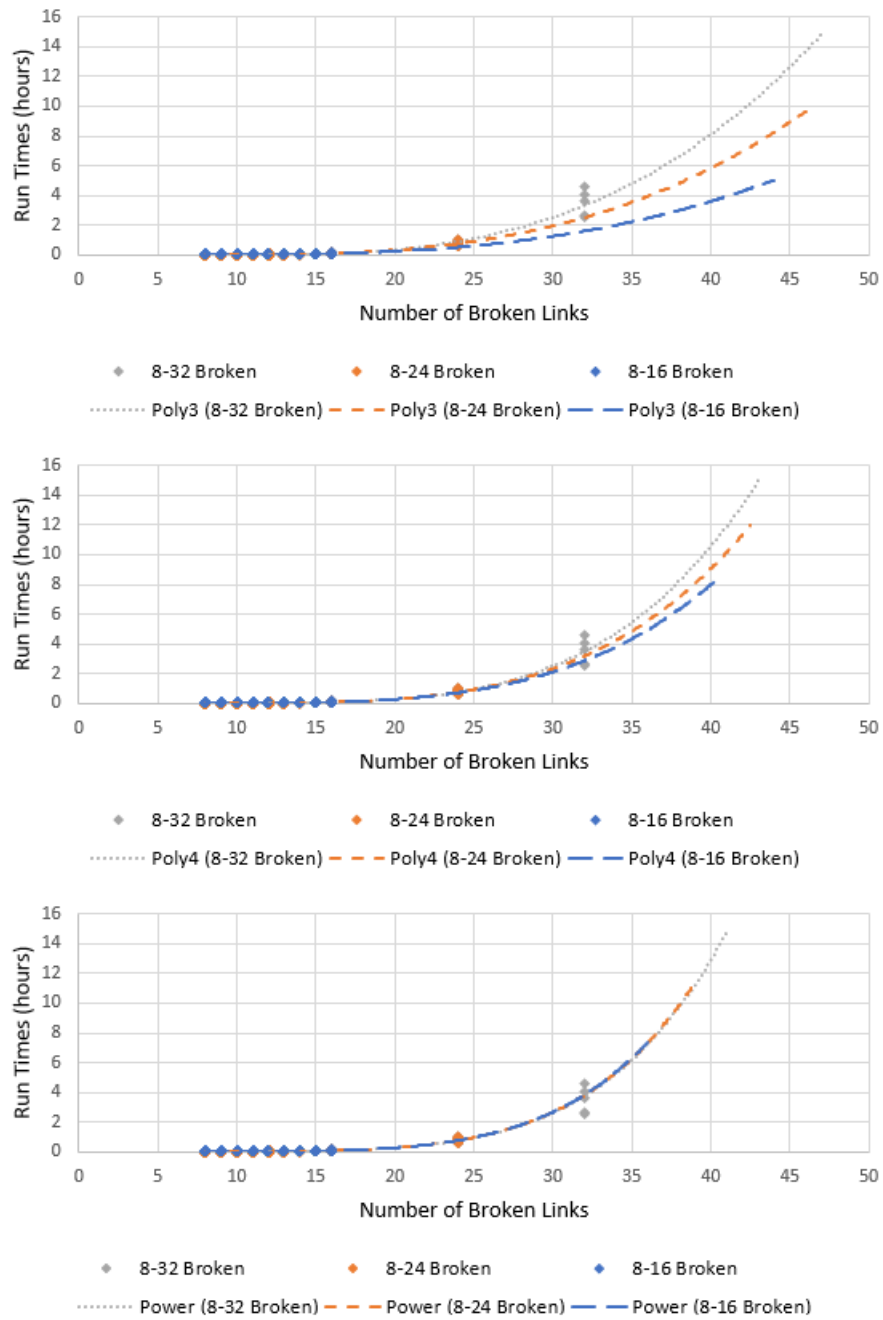 16
14
12
10
8
6
4
2
0
Run Times (hours)
0 5 10 15 20 25 30 35 40 45 50
Number of Broken Links
8-32 Broken 8-24 Broken 8-16 Broken
Poly3 (8-32 Broken) Poly3 (8-24 Broken) Poly3 (8-16 Broken)
16
14
12
10
8
6
4
2
0
Run Times (hours)
0 5 10 15 20 25 30 35 40 45 50
Number of Broken Links
8-32 Broken 8-24 Broken 8-16 Broken
Poly4 (8-32 Broken) Poly4 (8-24 Broken) Poly4 (8-16 Broken)
16
14
12
10
8
6
4
2
0
Run Times (hours)
0 5 10 15 20 25 30 35 40 45 50
Number of Broken Links
8-32 Broken 8-24 Broken 8-16 Broken
Power (8-32 Broken) Power (8-24 Broken) Power (8-16 Broken)